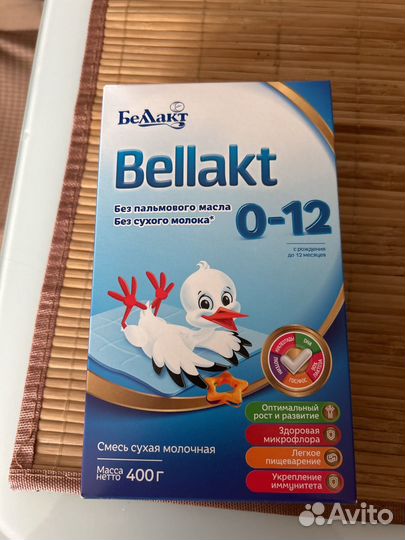 Беллакт
Bellakt
Без пальмового масла
Без сухого молока*
0-12
с рождения
до 12 месяцев
Оптимальный
рост и развитие
Здоровая
микрофлора
Легкое
пищеварение
Укрепление
иммунитета
Смесь сухая молочная
Масса
нетто 400 г
Avito